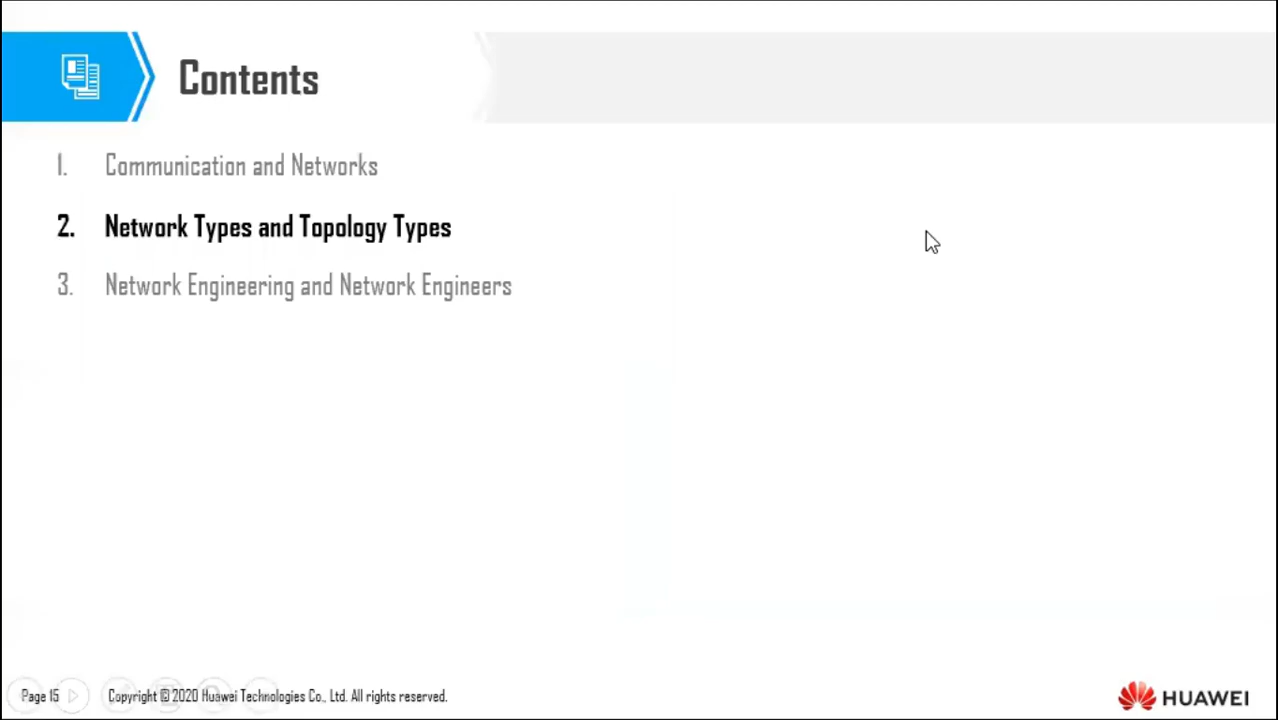 Contents
1. Communication and Networks
2. Network Types and Topology Types
3. Network Engineering and Network Engineers
Page 15 Copyright © 2020 Huawei Technologies Co., Ltd. All rights reserved.
HUAWEI